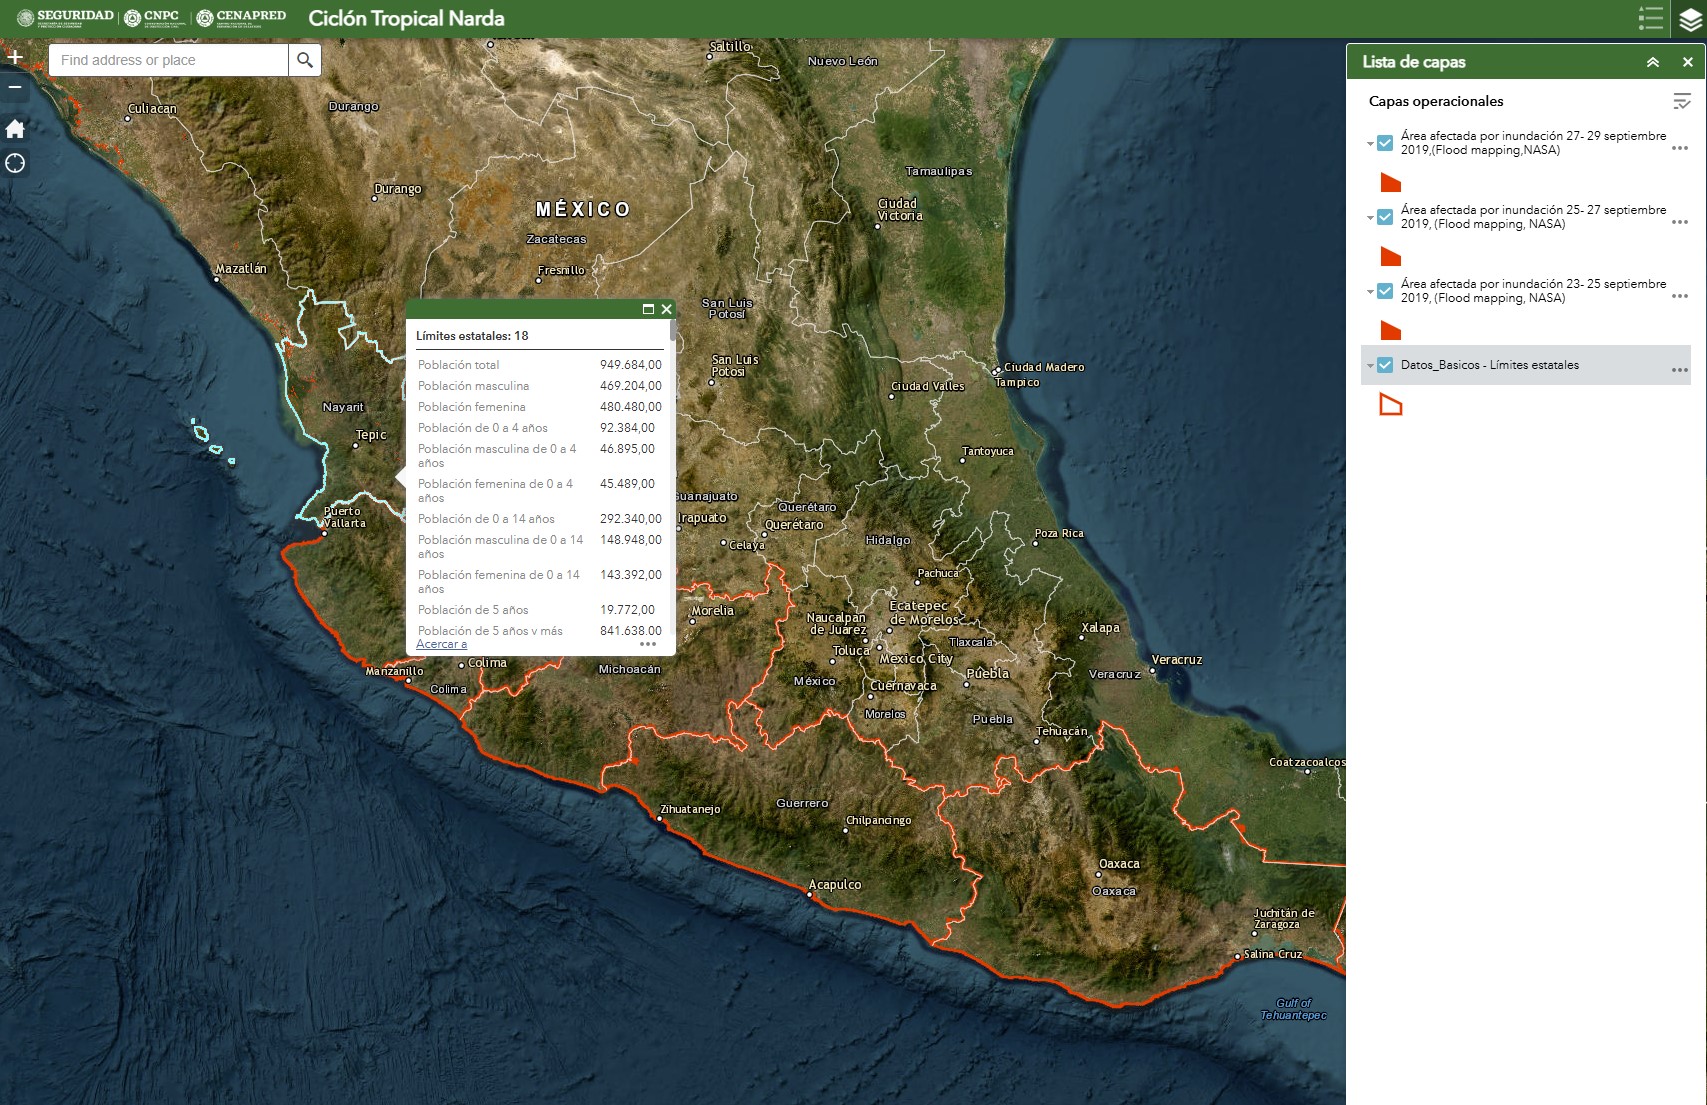 SEGURIDAD
CNPC
CENAPRED
Ciclón Tropical Narda
Find address or place
Lista de capas
Capas operacionales
Área afectada por inundación 27- 29 septiembre
2019,(Flood mapping,NASA)
Área afectada por inundación 25- 27 septiembre
2019, (Flood mapping, NASA)
Área afectada por inundación 23- 25 septiembre
2019, (Flood mapping, NASA)
Datos_Basicos - Límites estatales
Límites estatales: 18
Población total 949.684,00
Población masculina 469.204,00
Población femenina 480.480,00
Población de 0 a 4 años 92.384,00
Población masculina de 0 a 4 46.895,00
años
Población femenina de 0 a 4 45.489,00
años
Población de 0 a 14 años 292.340,00
Población masculina de 0 a 14 148.948,00
años
Población femenina de 0 a 14 143.392,00
años
Población de 5 años 19.772,00
Población de 5 años y más 841.638,00
Acercar a
Saltillo
Nuevo León
Culiacan
Durango
Durango
Tamaulipas
MÉXICO
Ciudad
Victoria
Zacatecas
Fresnillo
Mazatlán
San Luis
Potosí
San Luis
Potosi
Ciudad Madero
Tampico
Ciudad Valles
Nayarit
Tepic
Tantoyuca
Guanajuato
Querétaro
Puerto
Vallarta
Irapuato
Querétaro
Celaya
Hidalgo
Poza Rica
Pachuca
Morelia
Ecatepec
de Morelos
Naucalpan
de Juárez
Xalapa
Tlaxcala
Toluca
Mexico City
Veracruz
Colima
Manzanillo
Michoacán
México
Puebla
Veracruz
Colima
Cuernavaca
Morelos
Puebla
Tehuacán
Coatzacoalcos
Zihuatanejo
Guerrero
Chilpancingo
Oaxaca
Acapulco
Oaxaca
Juchitán de
Zaragoza
Salina Cruz
Gulf of
Tehuantepec